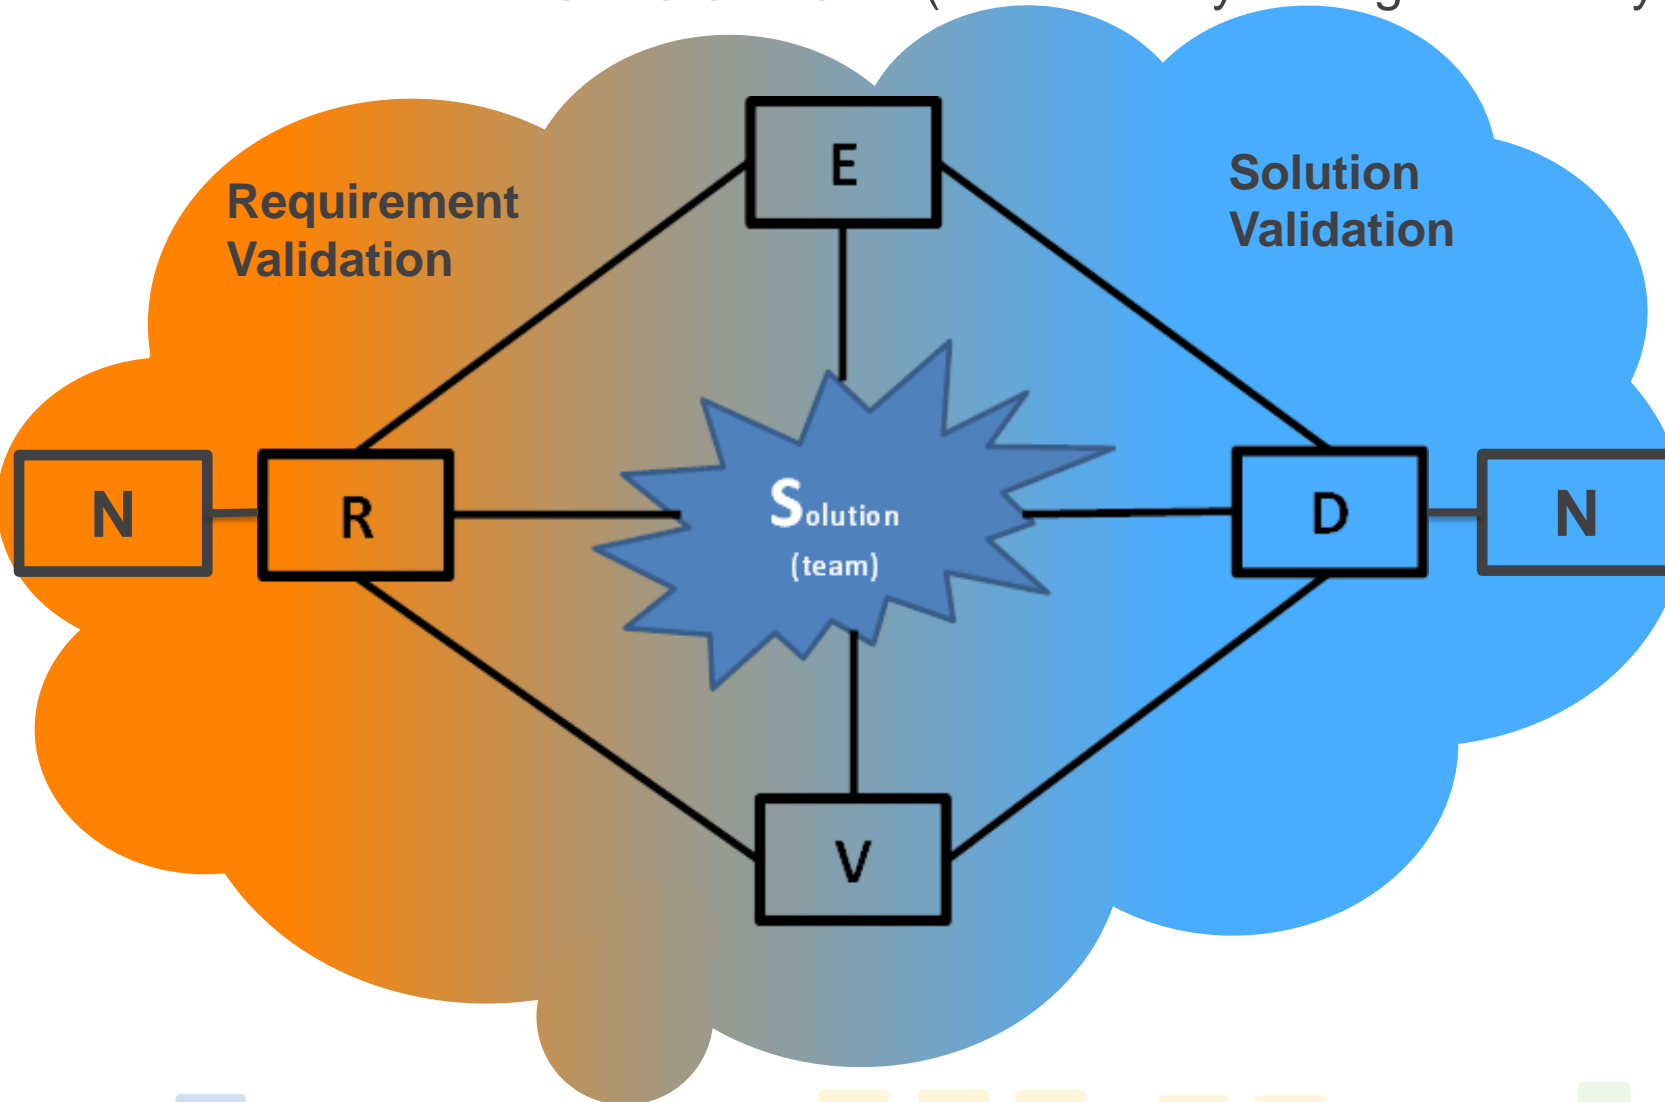 E
Requirement
Validation
Solution
Validation
N
R
Solution
(team)
D
N
V